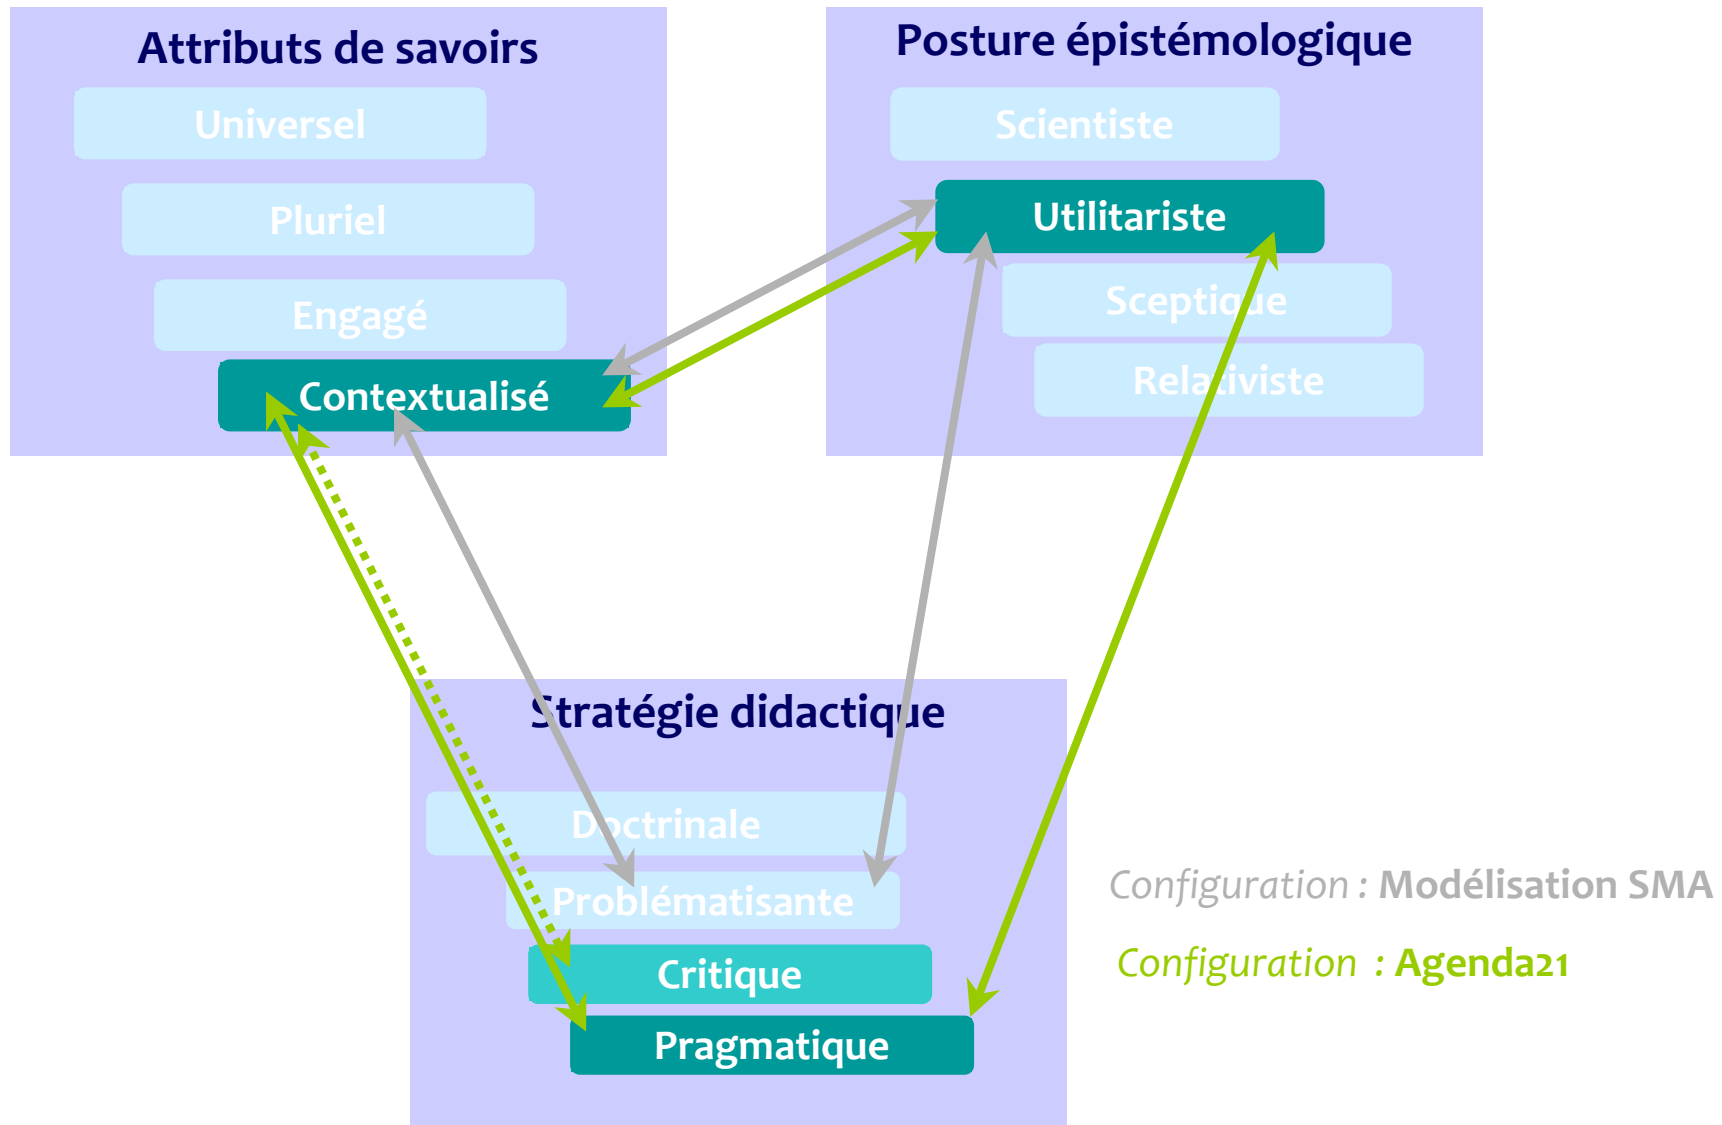 Attributs de savoirs
Universel
Pluriel
Engagé
Contextualisé
Posture épistémologique
Scientiste
Utilitariste
Sceptique
Relativiste
Stratégie didactique
Doctrinale
Problématisante
Critique
Pragmatique
Configuration : Modélisation SMA
Configuration : Agenda21